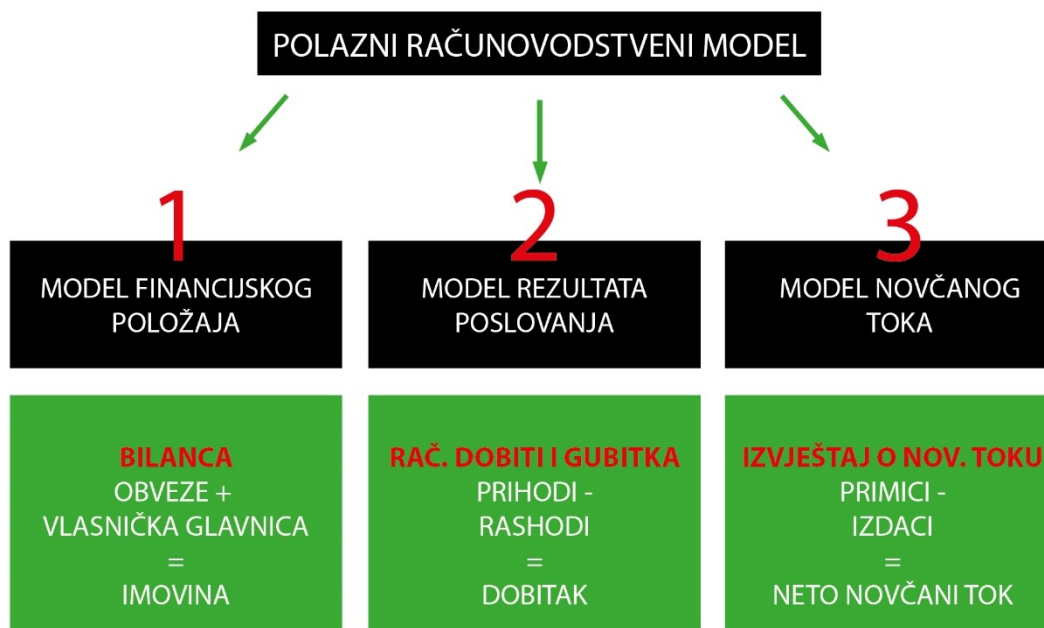 POLAZNI RAČUNOVODSTVENI MODEL
1
MODEL FINANCIJSKOG
POLOŽAJA
BILANCA
OBVEZE +
VLASNIČKA GLAVNICA
=
IMOVINA
2
MODEL REZULTATA
POSLOVANJA
RAČ. DOBITI I GUBITKA
PRIHODI -
RASHODI
=
DOBITAK
3
MODEL NOVČANOG
TOKA
IZVJEŠTAJ O NOV. TOKU
PRIMICI -
IZDACI
=
NETO NOVČANI TOK